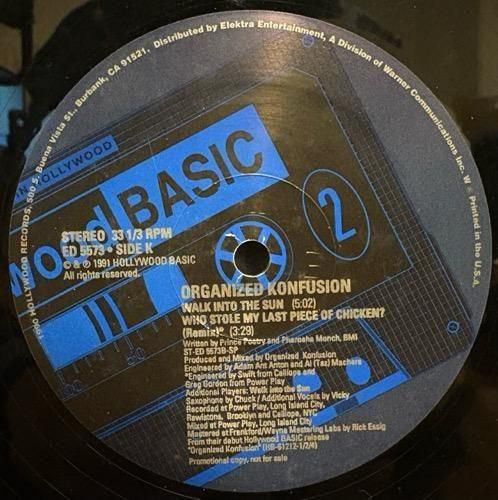 1990 HOLLYWOOD RECORDS, 500 S. Buena Vista St. Burbank, CA 91521. Distributed by Elektra Entertainment, A Division of Warner Communications Inc. W ® Printed in the U.S.A.
AN HOLLYWOOD
BASIC
Wood
2
STEREO 33 1/3 RPM
ED 5573 • SIDE K
© & ℗ 1991 HOLLYWOOD BASIC
All rights reserved.
ORGANIZED KONFUSION
WALK INTO THE SUN (5:02)
WHO STOLE MY LAST PIECE OF CHICKEN?
(Remix)* (3:29)
Written by Prince Poetry and Pharoahe Monch, BMI
ST-ED 5573B-SP
Produced and Mixed by Organized Konfusion
Engineered by Adam Ant Anton and Al (Taz) Machera
*Engineered by Swift from Calliope and
Greg Gordon from Power Play
Additional Players: Walk Into the Sun
Saxophone by Chuck / Additional Vocals by Vicky
Recorded at Power Play, Long Island City,
Rawlstons, Brooklyn and Calliope, NYC
Mixed at Power Play, Long Island City
Mastered at Frankford/Wayne Mastering Labs by Rick Essig
From their debut Hollywood BASIC release
"Organized Konfusion" (HB-61212-1/2/4)
Promotional copy, not for sale